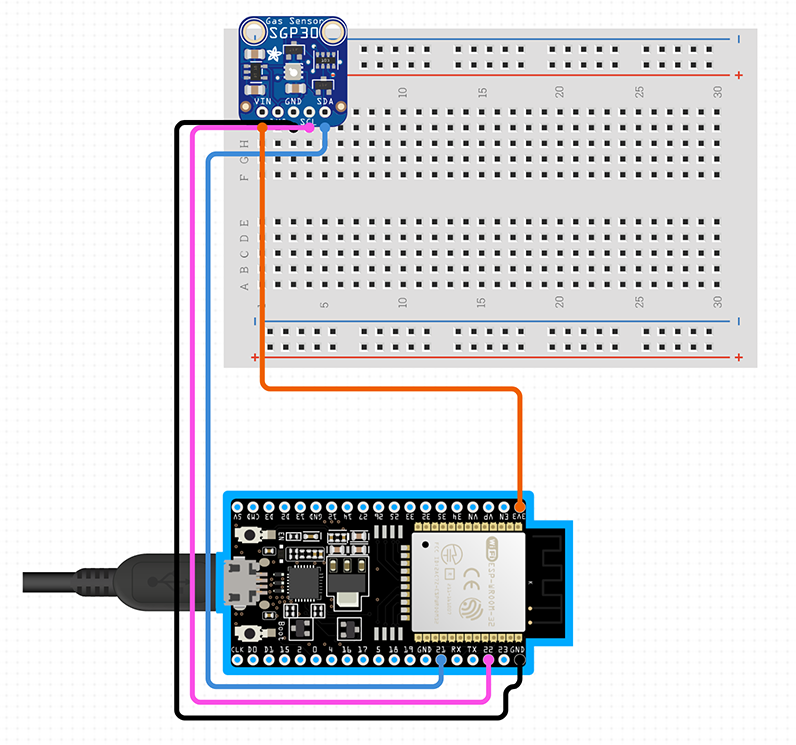 Gas Sensor
SGP30
VIN GND SDA
SCL
10 15 20 25 30
H
G
F
E
D
C
B
A
5 10 15 20 25 30
5V CMD D3 D2 13 12 GND 14 27 26 25 33 32 35 34 VN VP EN 3V3
WiFi
ESP-WROOM-32
CE
Boot
CLK D0 D1 15 2 0 4 16 17 5 18 19 GND 21 RX TX 22 23 GND